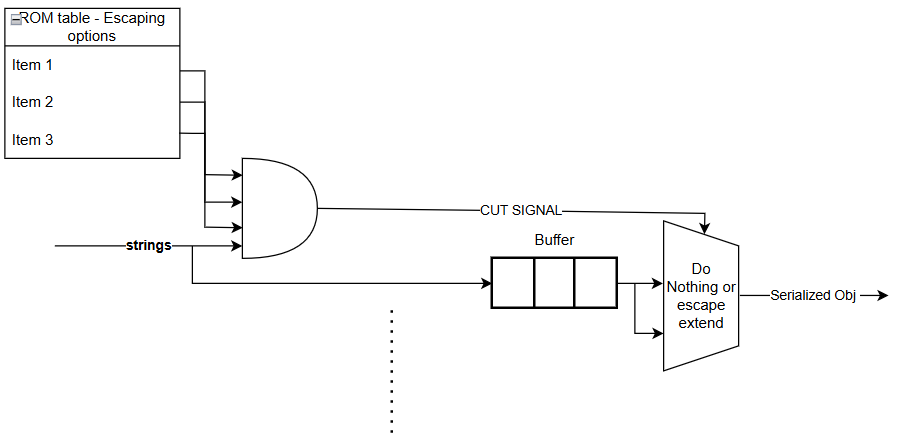 ROM table - Escaping
options
Item 1
Item 2
Item 3
CUT SIGNAL
strings
Buffer
Do
Nothing or
escape
extend
Serialized Obj